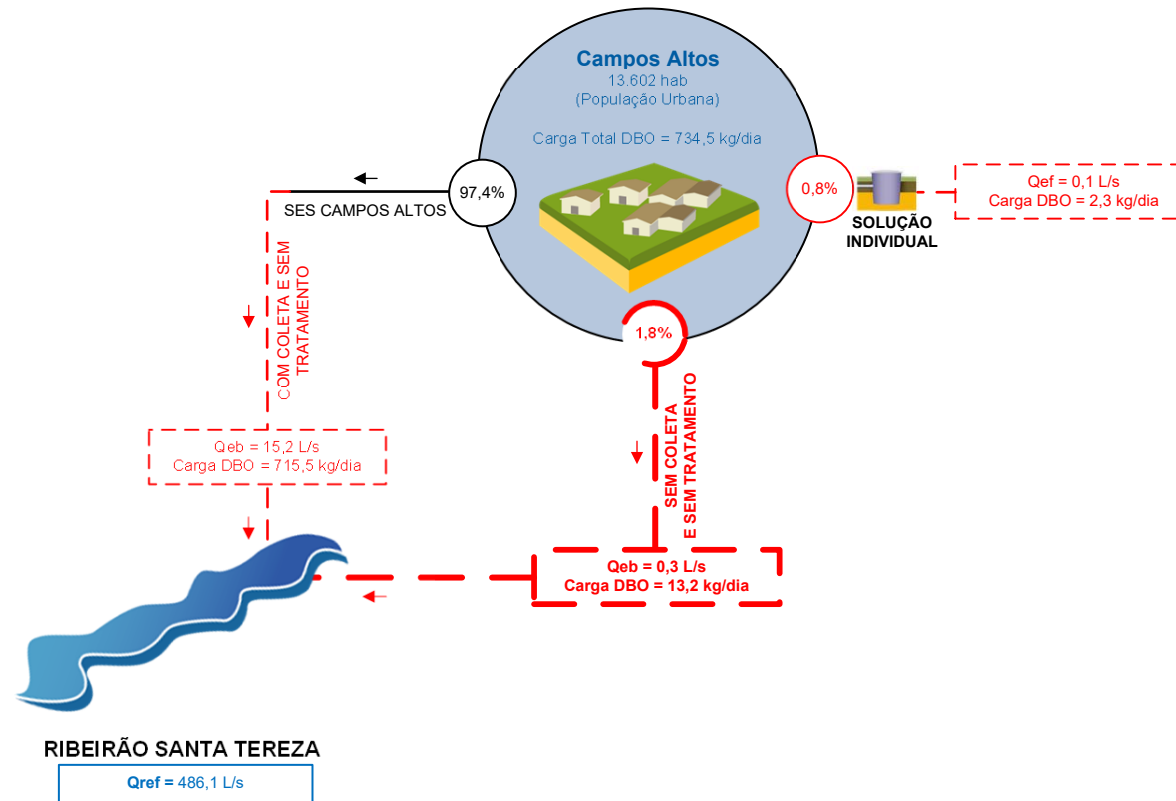 Campos Altos
13.602 hab
(População Urbana)
Carga Total DBO = 734,5 kg/dia
97,4%
SES CAMPOS ALTOS
0,8%
SOLUÇÃO
INDIVIDUAL
Qef = 0,1 L/s
Carga DBO = 2,3 kg/dia
1,8%
COM COLETA E SEM
TRATAMENTO
SEM COLETA
E SEM TRATAMENTO
Qeb = 15,2 L/s
Carga DBO = 715,5 kg/dia
Qeb = 0,3 L/s
Carga DBO = 13,2 kg/dia
RIBEIRÃO SANTA TEREZA
Qref = 486,1 L/s